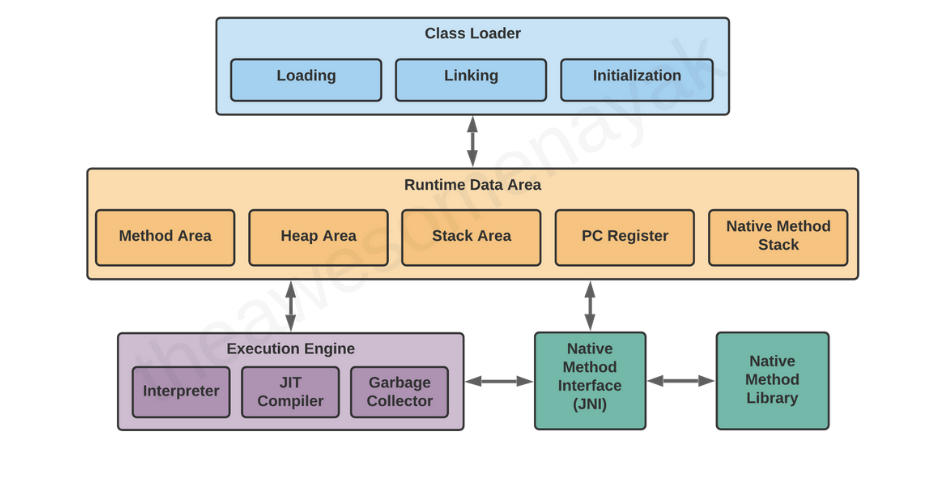 Class Loader
Loading
Linking
Initialization
Runtime Data Area
Method Area
Heap Area
Stack Area
PC Register
Native Method
Stack
Execution Engine
Interpreter
JIT
Compiler
Garbage
Collector
Native
Method
Interface
(JNI)
Native
Method
Library
theawesomenayak